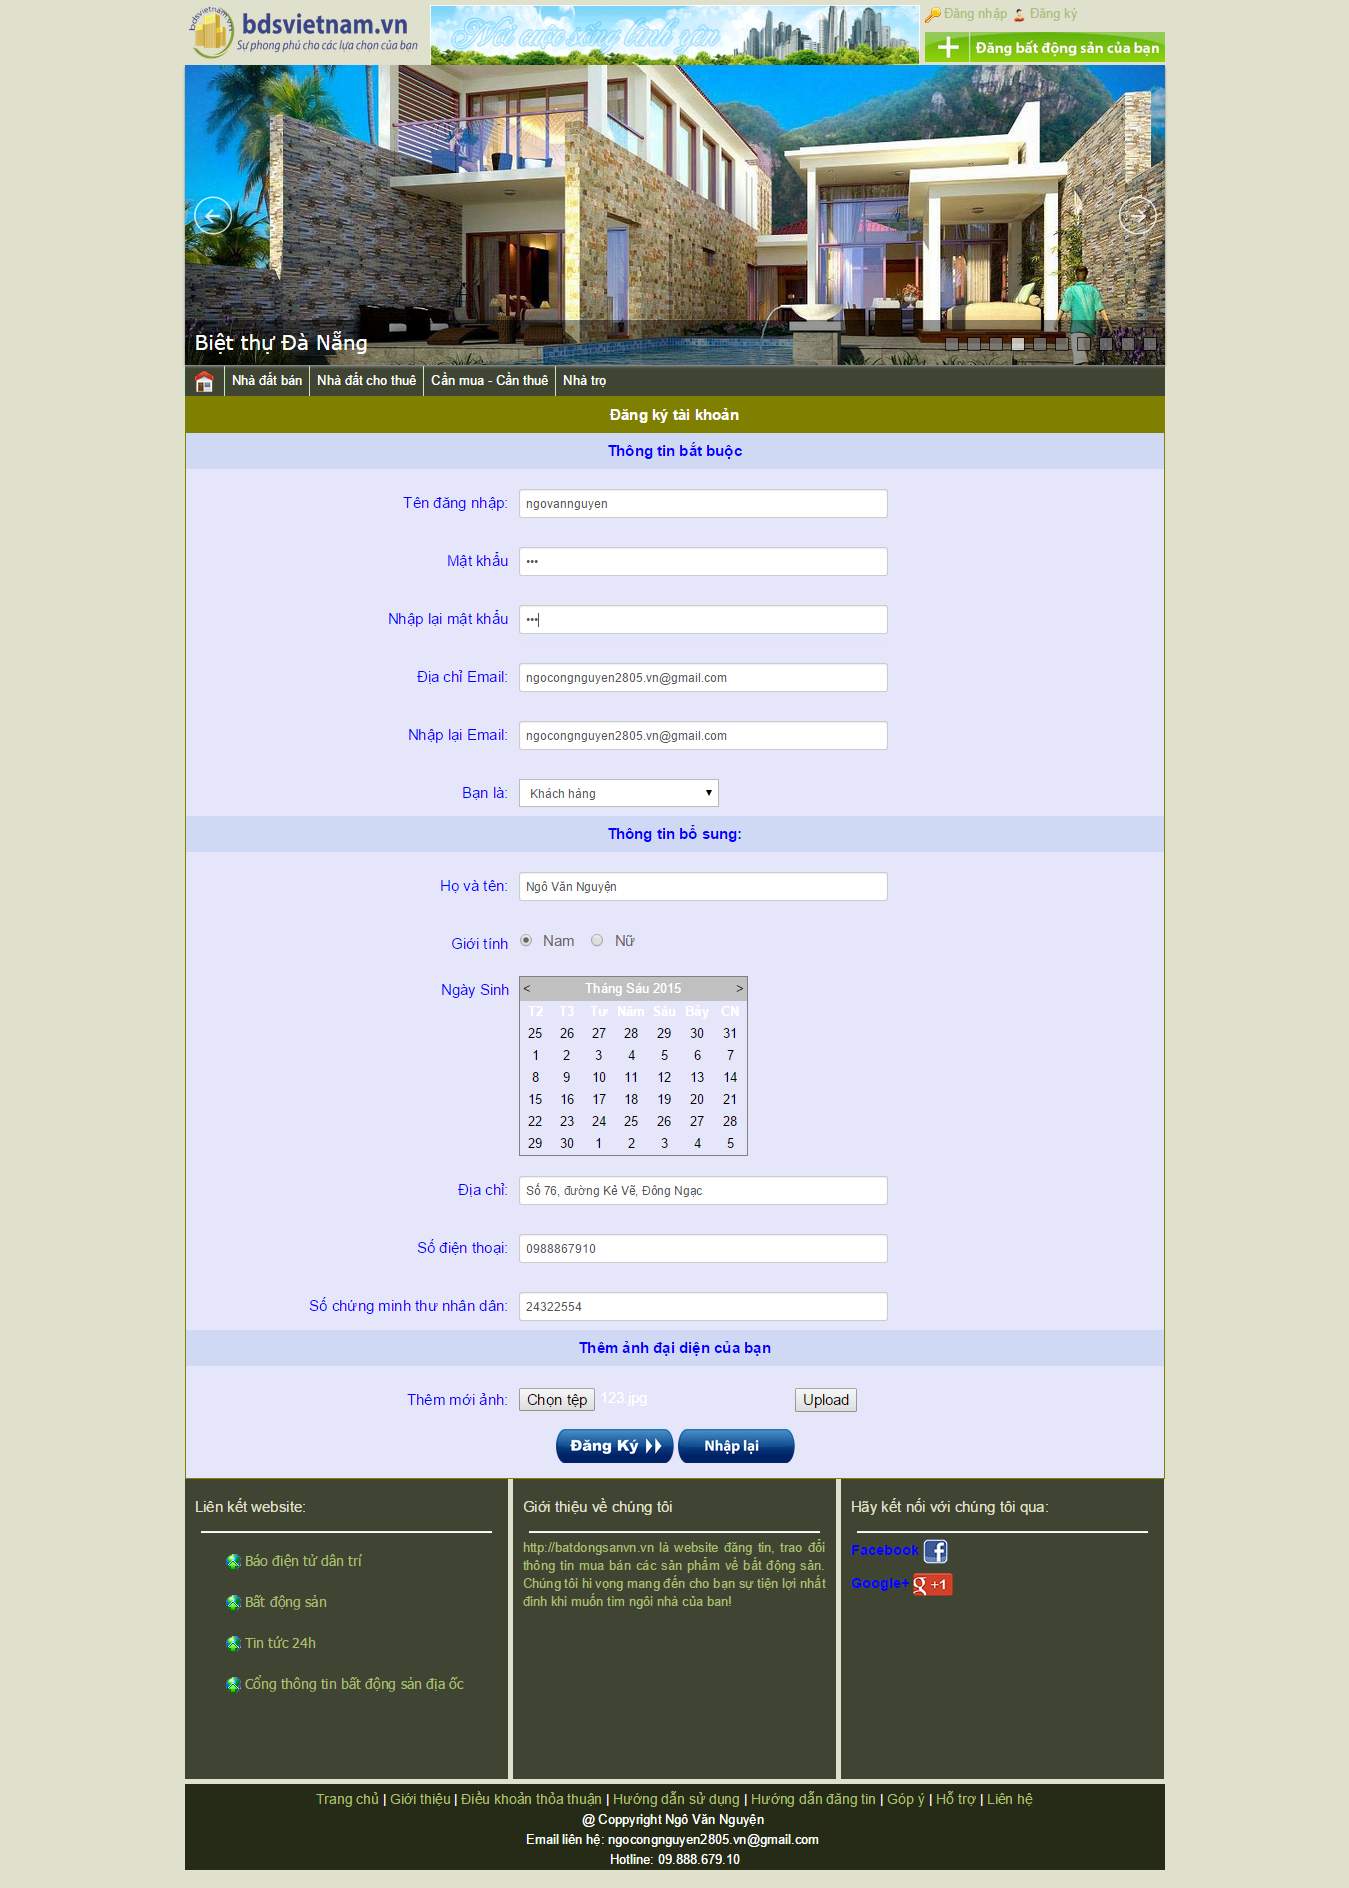 bdsvietnam.vn
bdsvietnam.vn
Sự phong phú cho các lựa chọn của bạn
Nơi cuộc sống bình yên
Đăng nhập Đăng ký
Đăng bất động sản của bạn
Biệt thự Đà Nẵng
Nhà đất bán Nhà đất cho thuê Cần mua - Cần thuê Nhà trọ
Đăng ký tài khoản
Thông tin bắt buộc
Tên đăng nhập: ngovannguyen
Mật khẩu •••
Nhập lại mật khẩu •••
Địa chỉ Email: ngocongnguyen2805.vn@gmail.com
Nhập lại Email: ngocongnguyen2805.vn@gmail.com
Bạn là: Khách hàng
Thông tin bổ sung:
Họ và tên: Ngô Văn Nguyện
Giới tính Nam Nữ
Ngày Sinh < Tháng Sáu 2015 >
T2 T3 Tư Năm Sáu Bảy CN
25 26 27 28 29 30 31
1 2 3 4 5 6 7
8 9 10 11 12 13 14
15 16 17 18 19 20 21
22 23 24 25 26 27 28
29 30 1 2 3 4 5
Địa chỉ: Số 76, đường Kẻ Vẽ, Đông Ngạc
Số điện thoại: 0988867910
Số chứng minh thư nhân dân: 24322554
Thêm ảnh đại diện của bạn
Thêm mới ảnh: Chọn tệp 123.jpg Upload
Đăng Ký Nhập lại
Liên kết website:
Báo điện tử dân trí
Bất động sản
Tin tức 24h
Cổng thông tin bất động sản địa ốc
Giới thiệu về chúng tôi
http://batdongsanvn.vn là website đăng tin, trao đổi
thông tin mua bán các sản phẩm về bất động sản.
Chúng tôi hi vọng mang đến cho bạn sự tiện lợi nhất
đinh khi muốn tìm ngôi nhà của bạn!
Hãy kết nối với chúng tôi qua:
Facebook f
Google+ g +1
Trang chủ | Giới thiệu | Điều khoản thỏa thuận | Hướng dẫn sử dụng | Hướng dẫn đăng tin | Góp ý | Hỗ trợ | Liên hệ
@ Coppyright Ngô Văn Nguyện
Email liên hệ: ngocongnguyen2805.vn@gmail.com
Hotline: 09.888.679.10